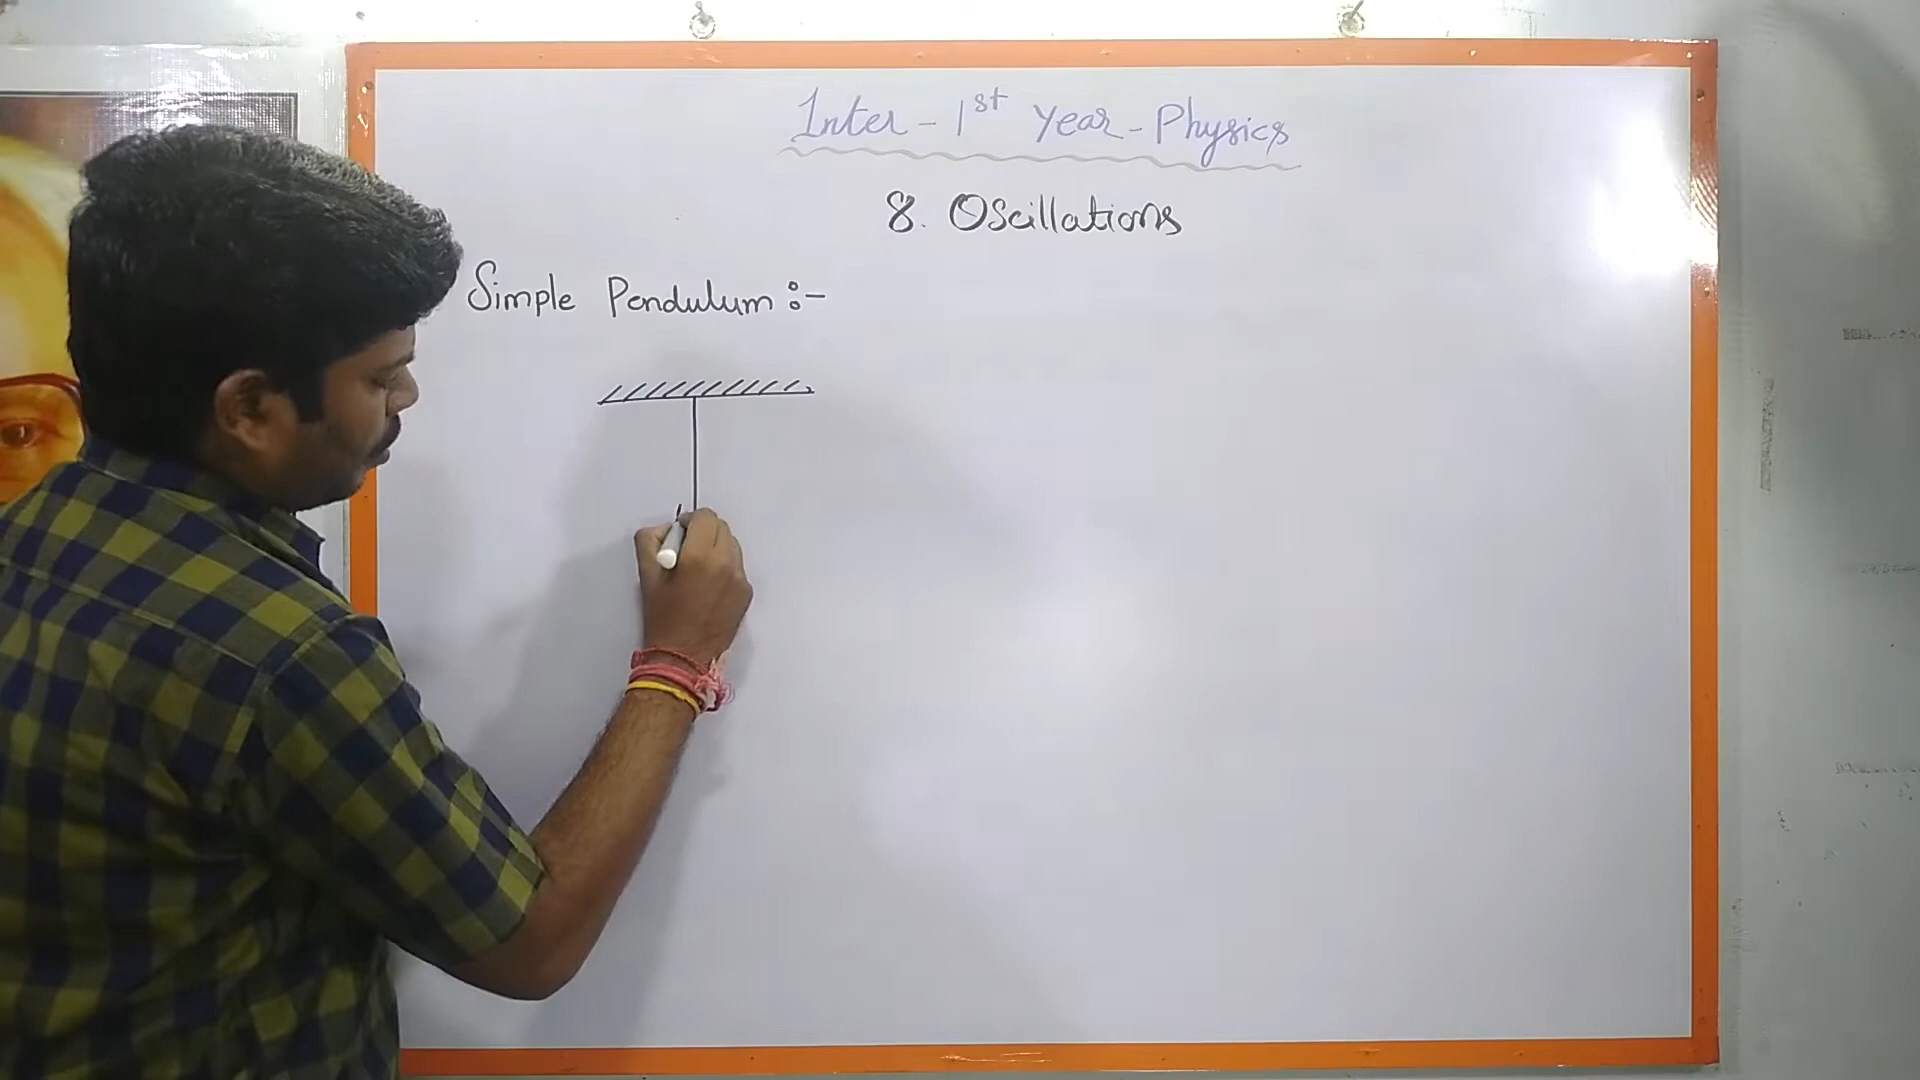 Inter - 1st Year - Physics
8. Oscillations
Simple Pendulum :-